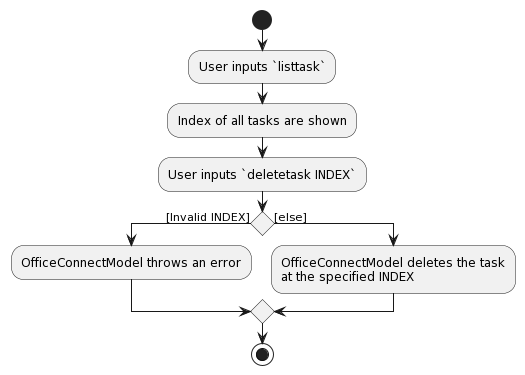 User inputs `listtask`
Index of all tasks are shown
User inputs `deletetask INDEX`
[Invalid INDEX]
[else]
OfficeConnectModel throws an error
OfficeConnectModel deletes the task
at the specified INDEX